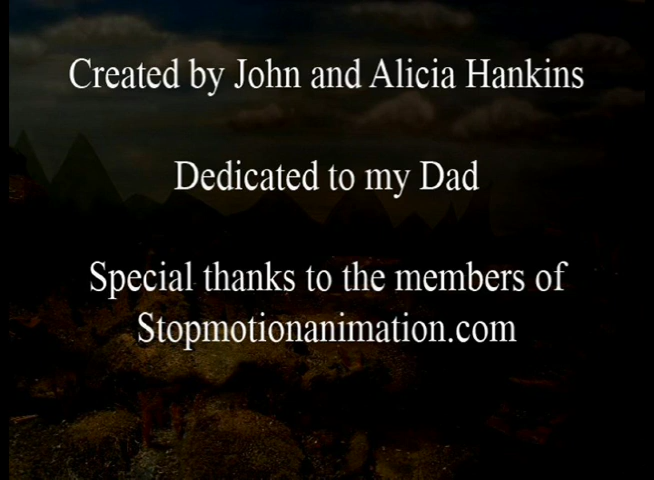 Created by John and Alicia Hankins
Dedicated to my Dad
Special thanks to the members of
Stopmotionanimation.com